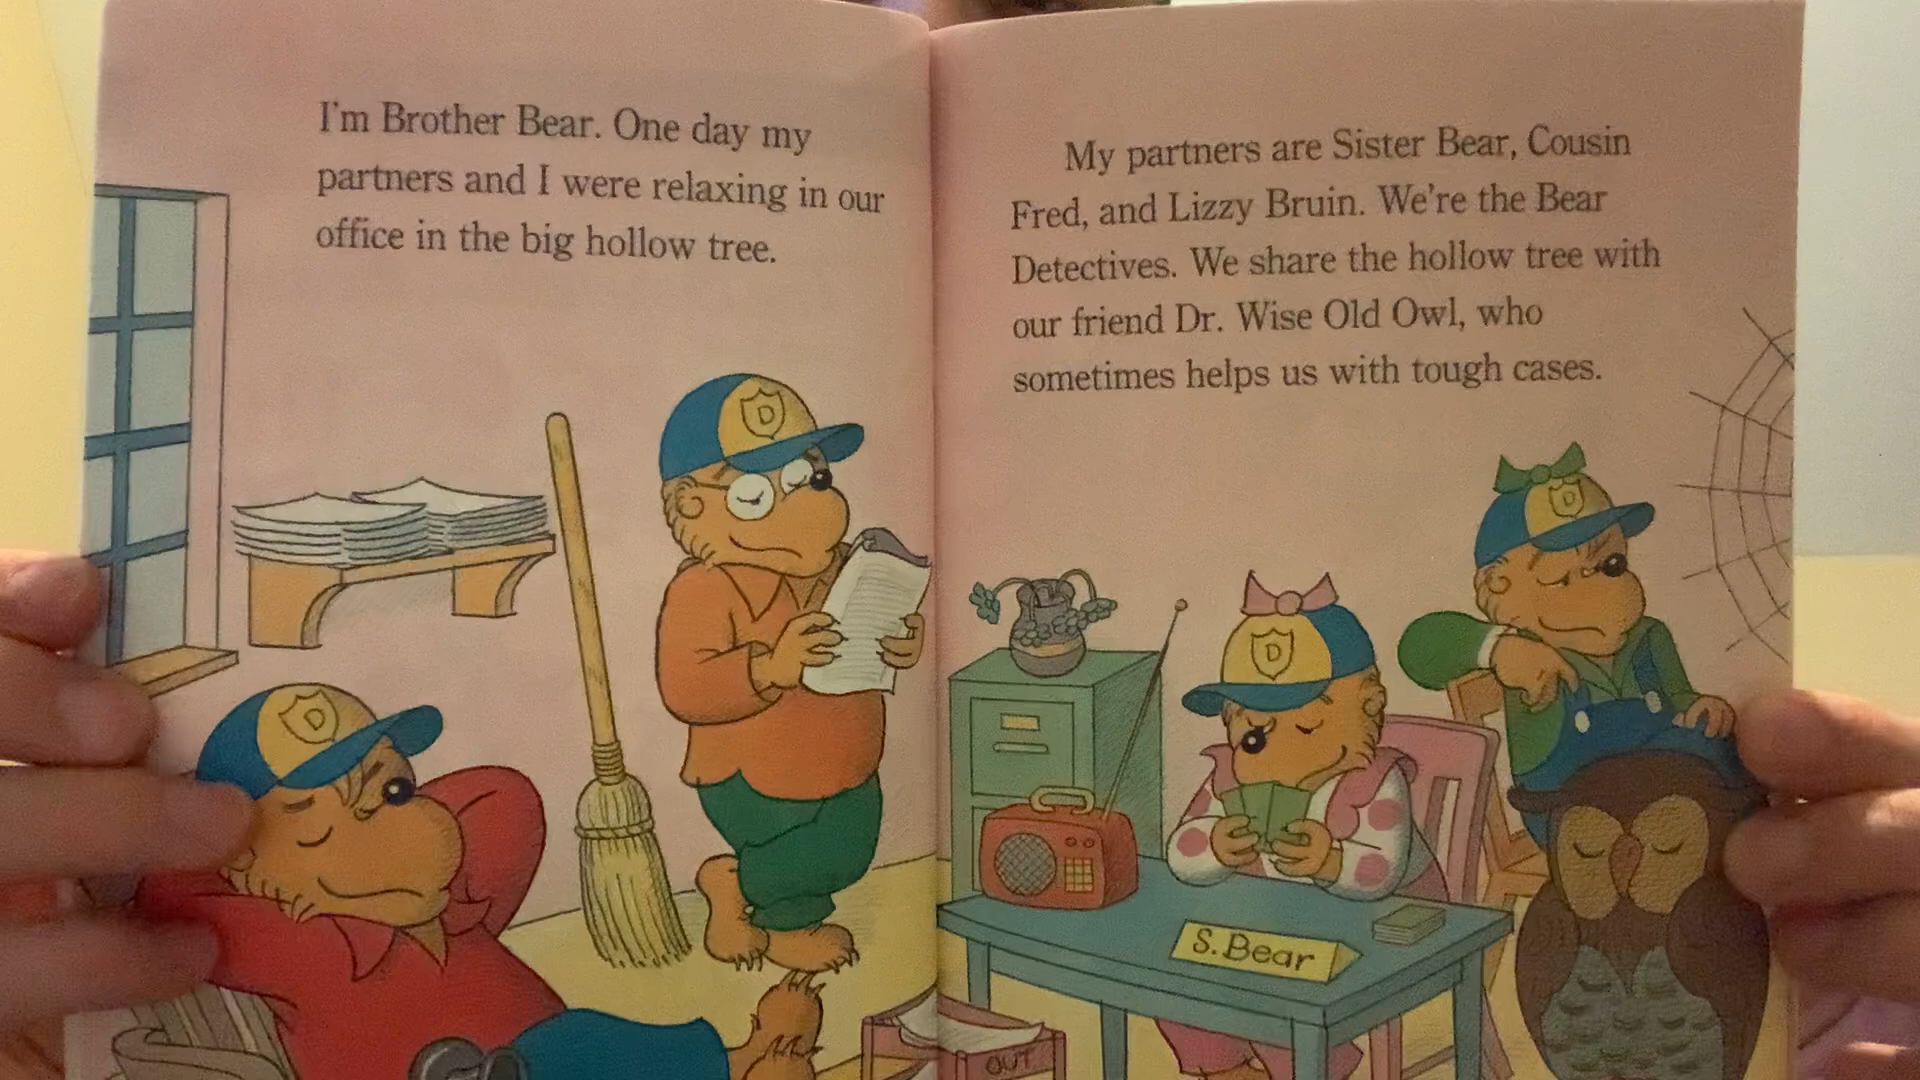 I'm Brother Bear. One day my
partners and I were relaxing in our
office in the big hollow tree.
My partners are Sister Bear, Cousin
Fred, and Lizzy Bruin. We're the Bear
Detectives. We share the hollow tree with
our friend Dr. Wise Old Owl, who
sometimes helps us with tough cases.
D
D
D
D
S. Bear
OUT